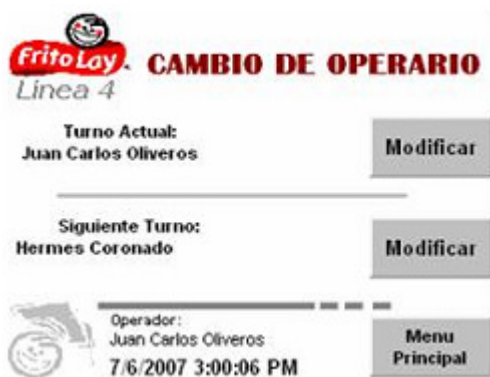 Frito Lay.
CAMBIO DE OPERARIO
Línea 4
Turno Actual:
Juan Carlos Oliveros
Modificar
Siguiente Turno:
Hermes Coronado
Modificar
Operador:
Juan Carlos Oliveros
7/6/2007 3:00:06 PM
Menu
Principal